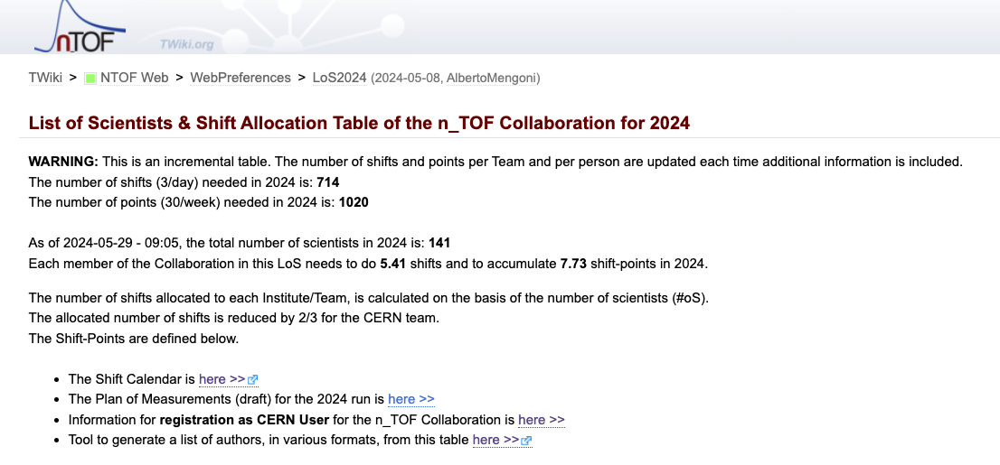 nTOF
TWiki.org
TWiki > NTOF Web > WebPreferences > LoS2024 (2024-05-08, AlbertoMengoni)
List of Scientists & Shift Allocation Table of the n_TOF Collaboration for 2024
WARNING: This is an incremental table. The number of shifts and points per Team and per person are updated each time additional information is included.
The number of shifts (3/day) needed in 2024 is: 714
The number of points (30/week) needed in 2024 is: 1020
As of 2024-05-29 - 09:05, the total number of scientists in 2024 is: 141
Each member of the Collaboration in this LoS needs to do 5.41 shifts and to accumulate 7.73 shift-points in 2024.
The number of shifts allocated to each Institute/Team, is calculated on the basis of the number of scientists (#oS).
The allocated number of shifts is reduced by 2/3 for the CERN team.
The Shift-Points are defined below.
• The Shift Calendar is here >>
• The Plan of Measurements (draft) for the 2024 run is here >>
• Information for registration as CERN User for the n_TOF Collaboration is here >>
• Tool to generate a list of authors, in various formats, from this table here >>